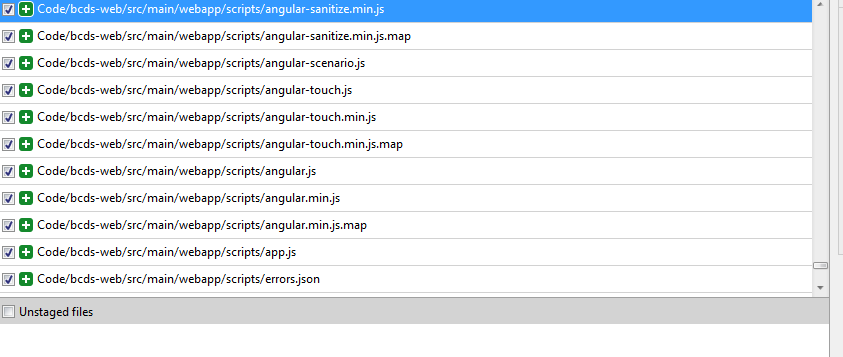 Code/bcds-web/src/main/webapp/scripts/angular-sanitize.min.js
Code/bcds-web/src/main/webapp/scripts/angular-sanitize.min.js.map
Code/bcds-web/src/main/webapp/scripts/angular-scenario.js
Code/bcds-web/src/main/webapp/scripts/angular-touch.js
Code/bcds-web/src/main/webapp/scripts/angular-touch.min.js
Code/bcds-web/src/main/webapp/scripts/angular-touch.min.js.map
Code/bcds-web/src/main/webapp/scripts/angular.js
Code/bcds-web/src/main/webapp/scripts/angular.min.js
Code/bcds-web/src/main/webapp/scripts/angular.min.js.map
Code/bcds-web/src/main/webapp/scripts/app.js
Code/bcds-web/src/main/webapp/scripts/errors.json
Unstaged files